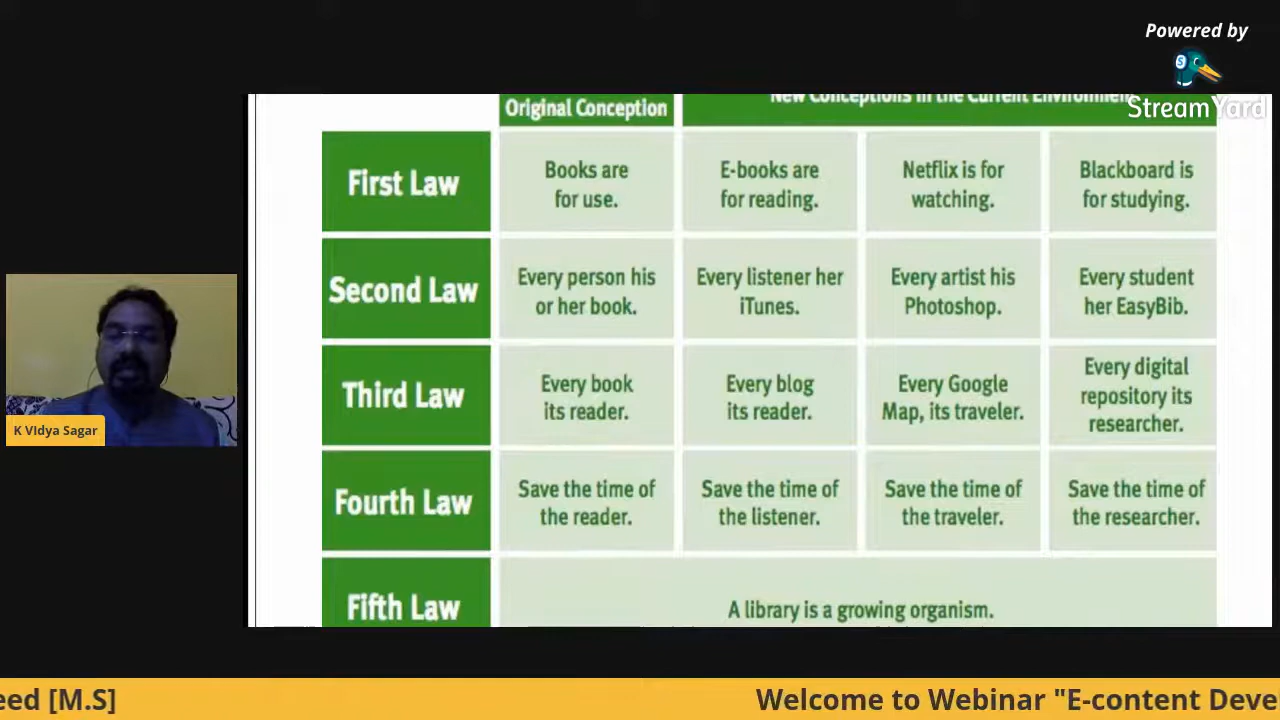 Powered by
StreamYard
Original Conception
New Conceptions in the Current Environment
First Law
Books are
for use.
E-books are
for reading.
Netflix is for
watching.
Blackboard is
for studying.
Second Law
Every person his
or her book.
Every listener her
iTunes.
Every artist his
Photoshop.
Every student
her EasyBib.
Third Law
Every book
its reader.
Every blog
its reader.
Every Google
Map, its traveler.
Every digital
repository its
researcher.
Fourth Law
Save the time of
the reader.
Save the time of
the listener.
Save the time of
the traveler.
Save the time of
the researcher.
Fifth Law
A library is a growing organism.
K VIdya Sagar
eed [M.S]
Welcome to Webinar "E-content Deve